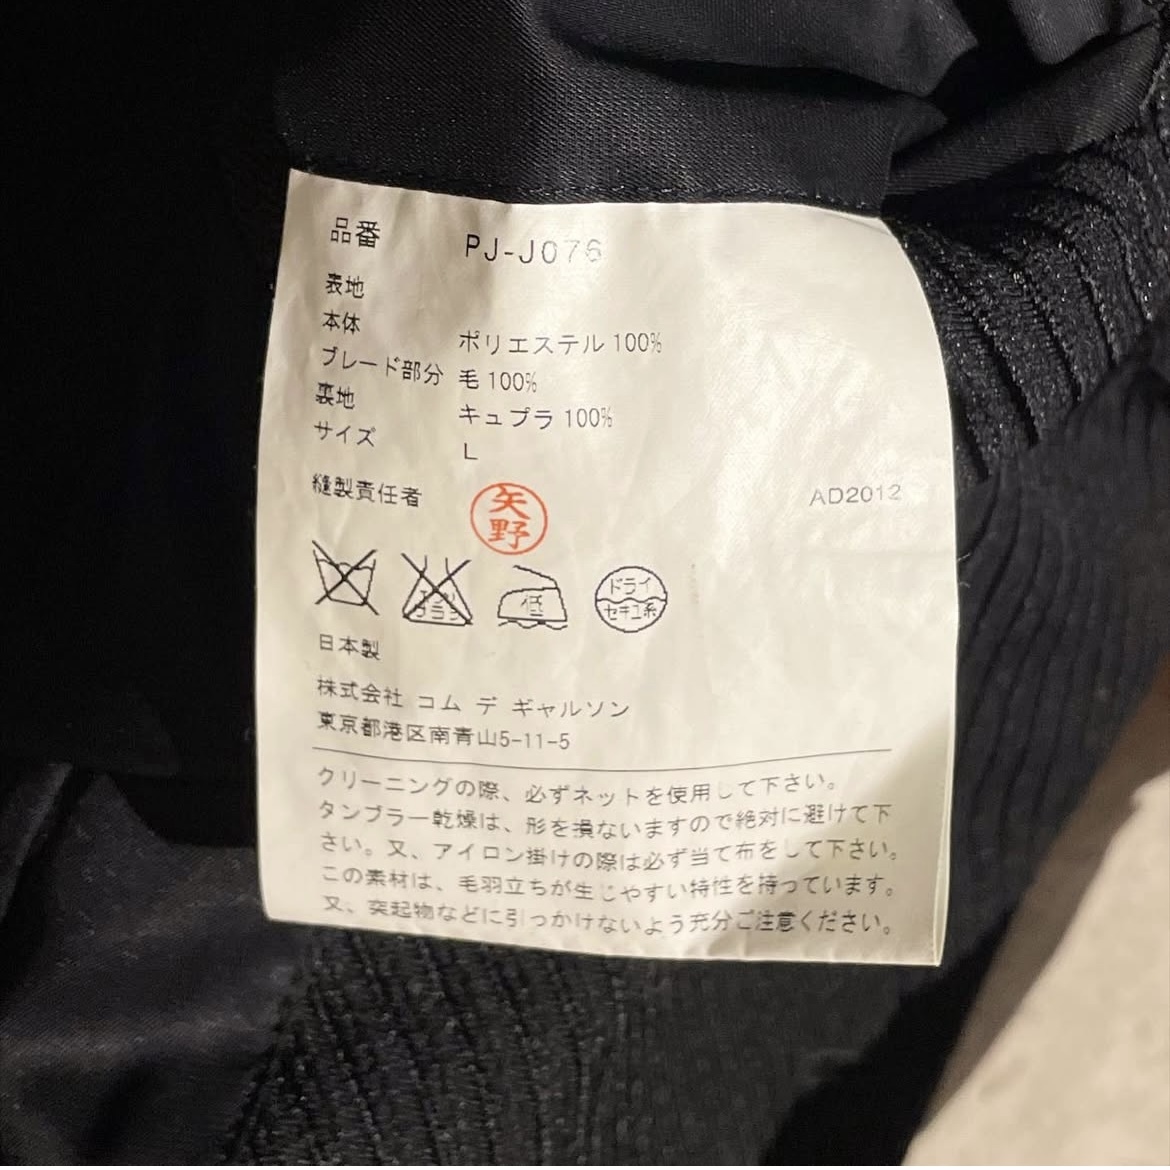 品番 PJ-J076
表地
本体 ポリエステル 100%
ブレード部分 毛 100%
裏地 キュプラ 100%
サイズ L
縫製責任者 矢野 AD2012
エンソ サラシ 低 ドライ セキユ系
日本製
株式会社 コム デ ギャルソン
東京都港区南青山5-11-5
クリーニングの際、必ずネットを使用して下さい。
タンブラー乾燥は、形を損ないますので絶対に避けて下
さい。又、アイロン掛けの際は必ず当て布をして下さい。
この素材は、毛羽立ちが生じやすい特性を持っています。
又、突起物などに引っかけないよう充分ご注意ください。